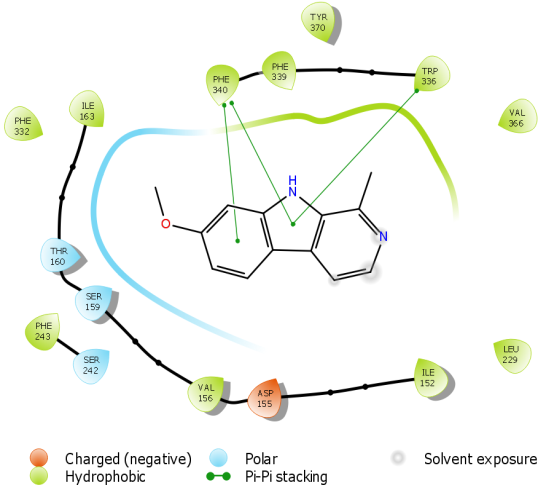 TYR
370
PHE
339
PHE
340
TRP
336
ILE
163
PHE
332
VAL
366
H
N
O
N
THR
160
SER
159
PHE
243
SER
242
LEU
229
ILE
152
VAL
156
ASP
155
Charged (negative)
Polar
Solvent exposure
Hydrophobic
Pi-Pi stacking